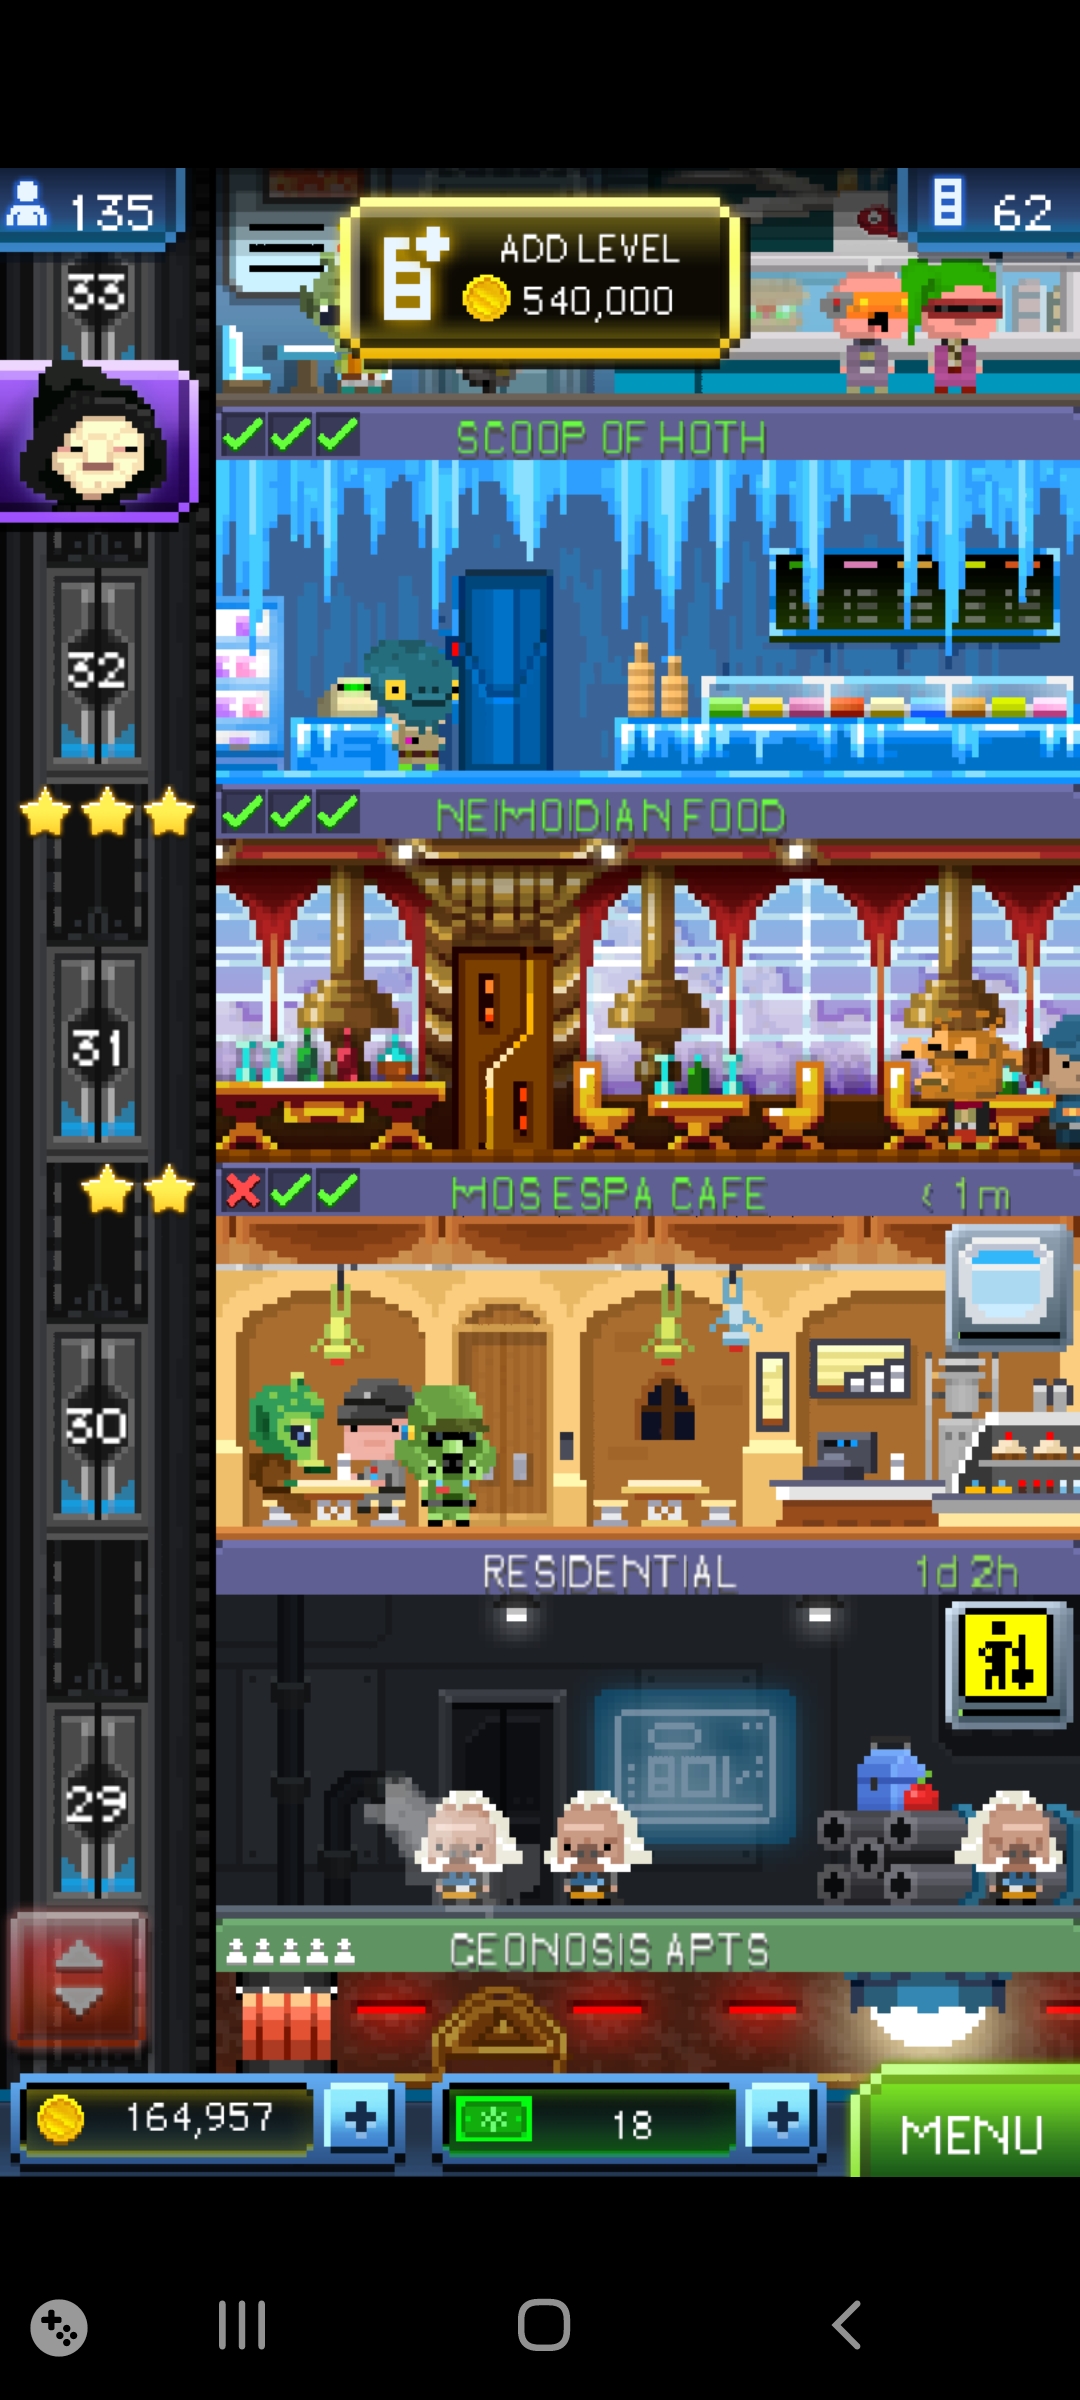 135
ADD LEVEL
540,000
62
33
SCOOP OF HOTH
32
NEIMOIDIAN FOOD
31
MOS ESPA CAFE < 1m
30
RESIDENTIAL 1d 2h
29
GEONOSIS APTS
164,957
18
MENU